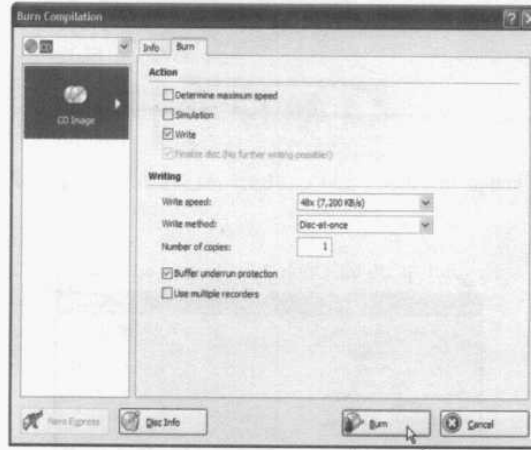 Burn Compilation
CD
Info Burn
CD Image
Action
Determine maximum speed
Simulation
Write
Finalize disc (No further writing possible!)
Writing
Write speed: 48x (7,200 KB/s)
Write method: Disc-at-once
Number of copies: 1
Buffer underrun protection
Use multiple recorders
Nero Express Disc Info Burn Cancel